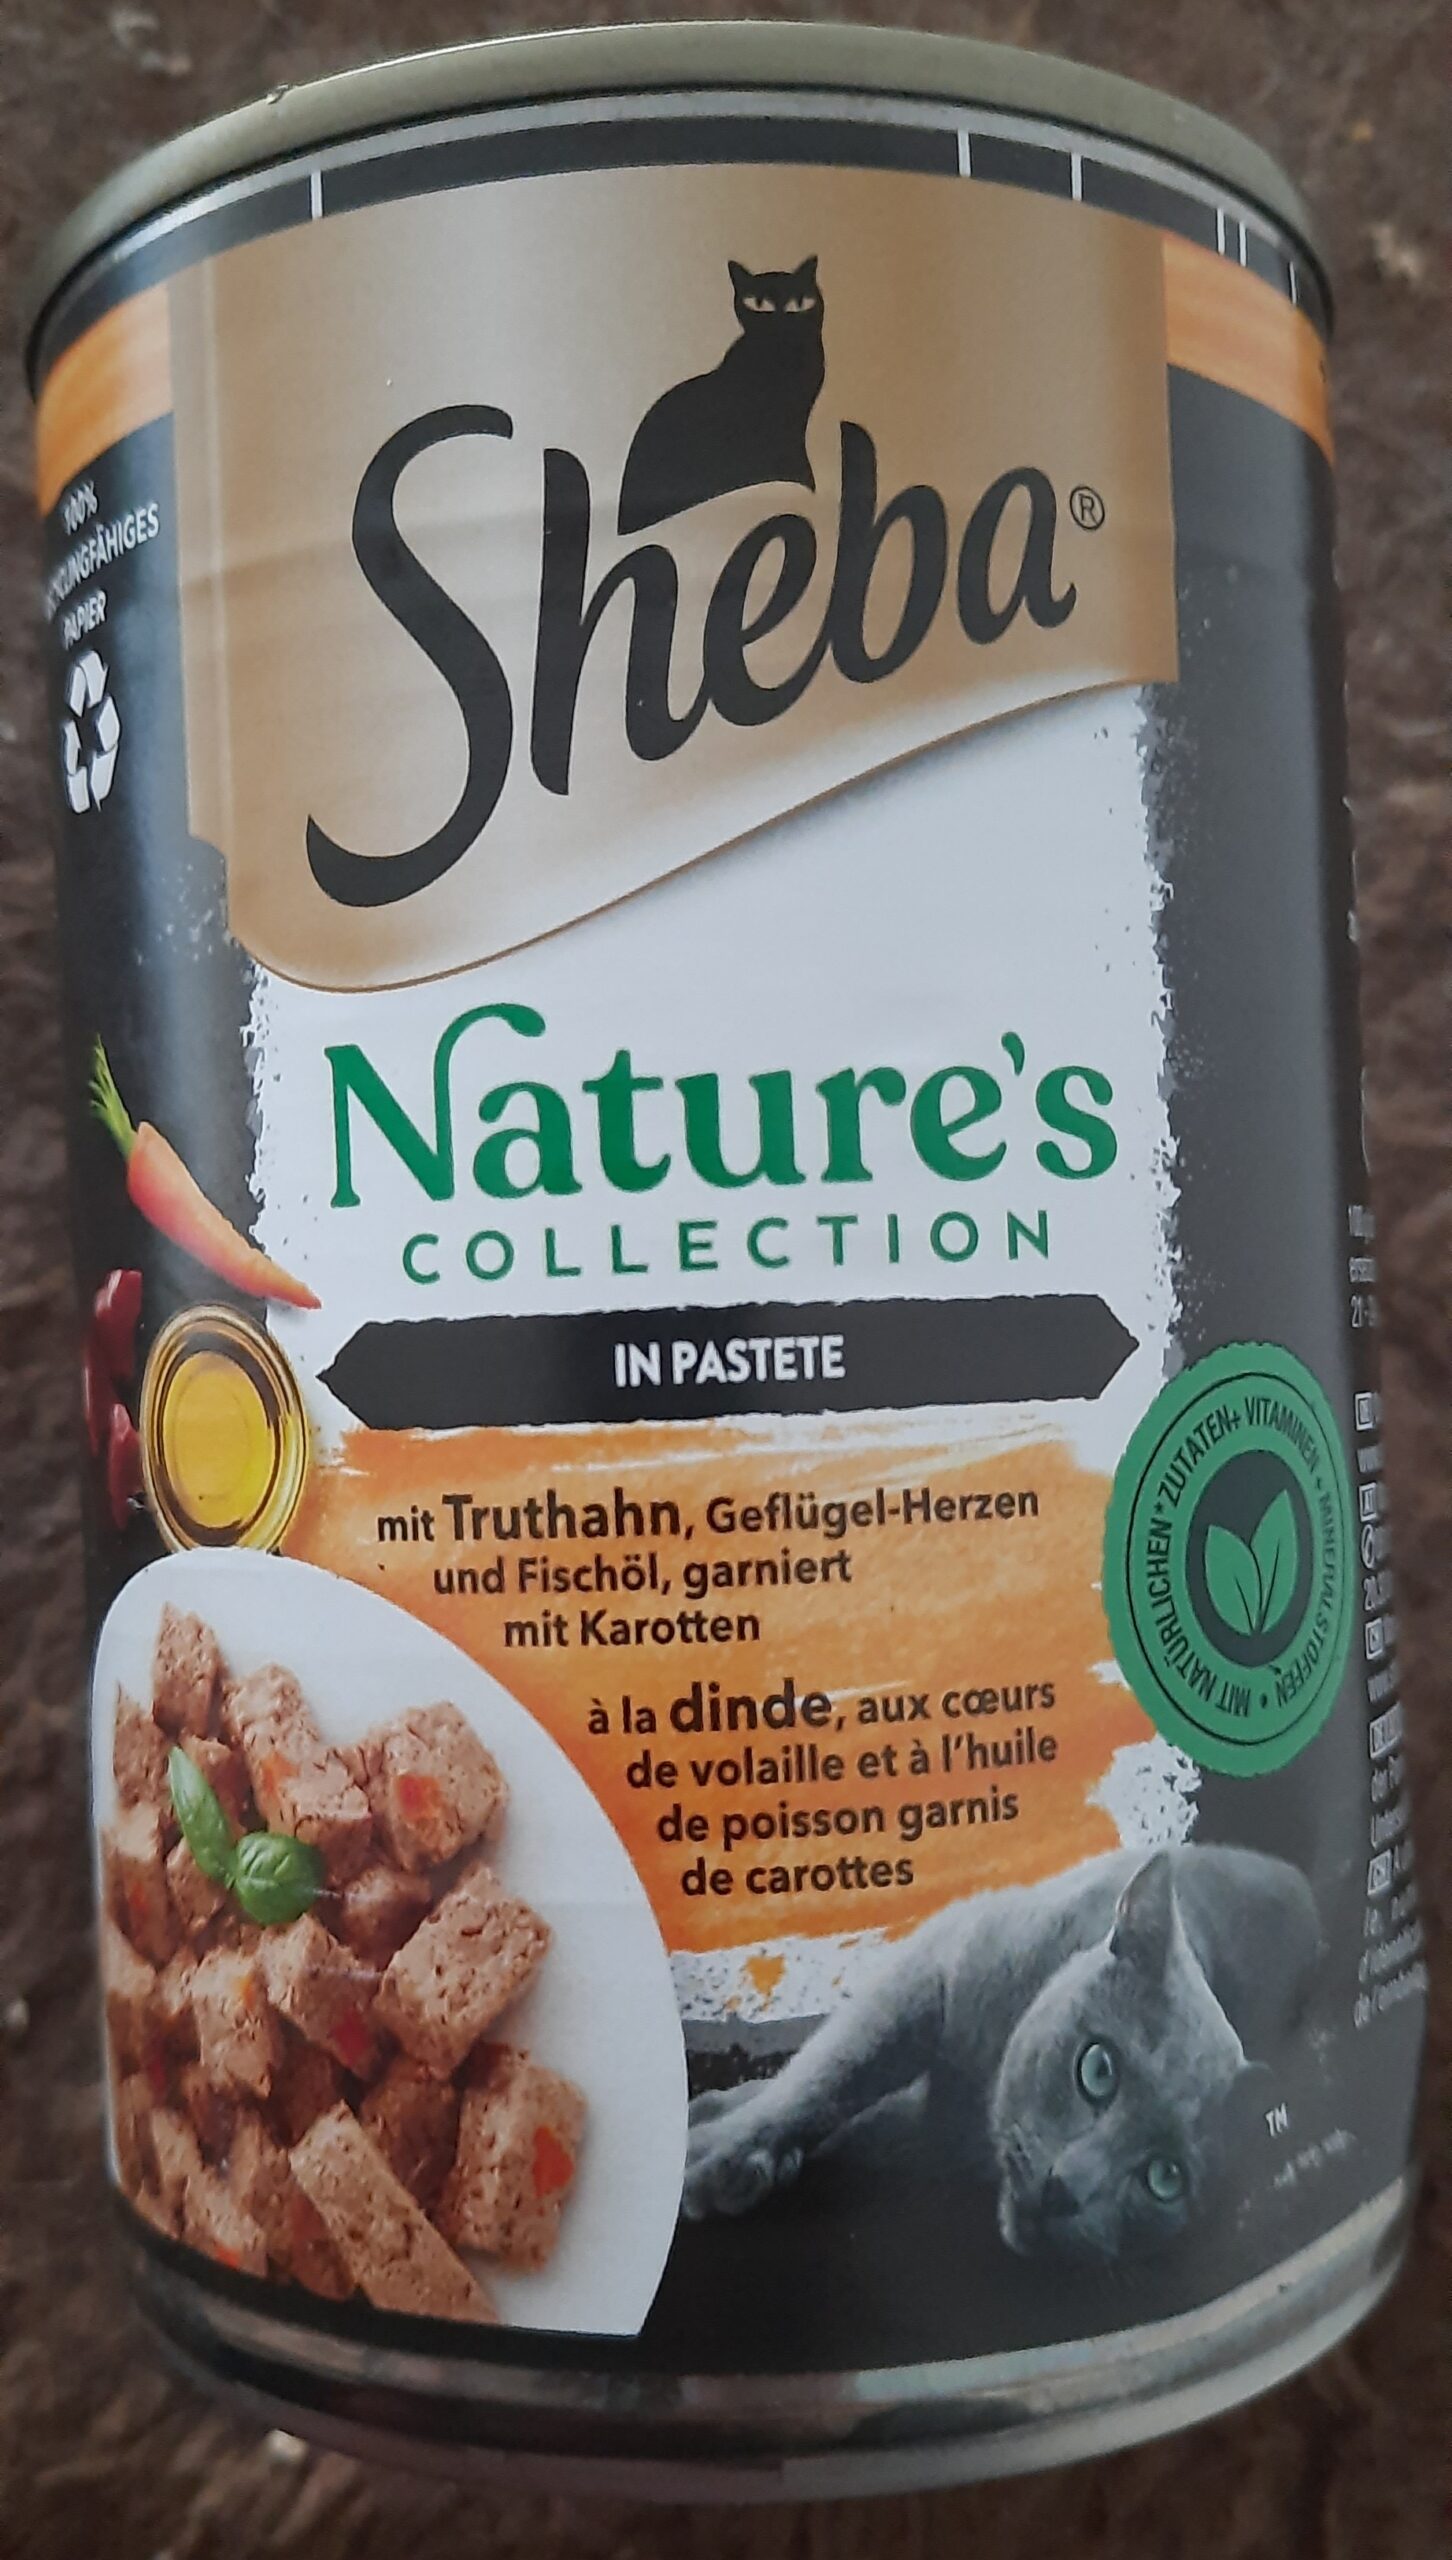 100%
PAPIER
Sheba®
Nature's
COLLECTION
IN PASTETE
mit Truthahn, Geflügel-Herzen
und Fischöl, garniert
mit Karotten
à la dinde, aux cœurs
de volaille et à l'huile
de poisson garnis
de carottes
MIT NATÜRLICHEN* ZUTATEN + VITAMINEN + MINERALSTOFFEN •
TM